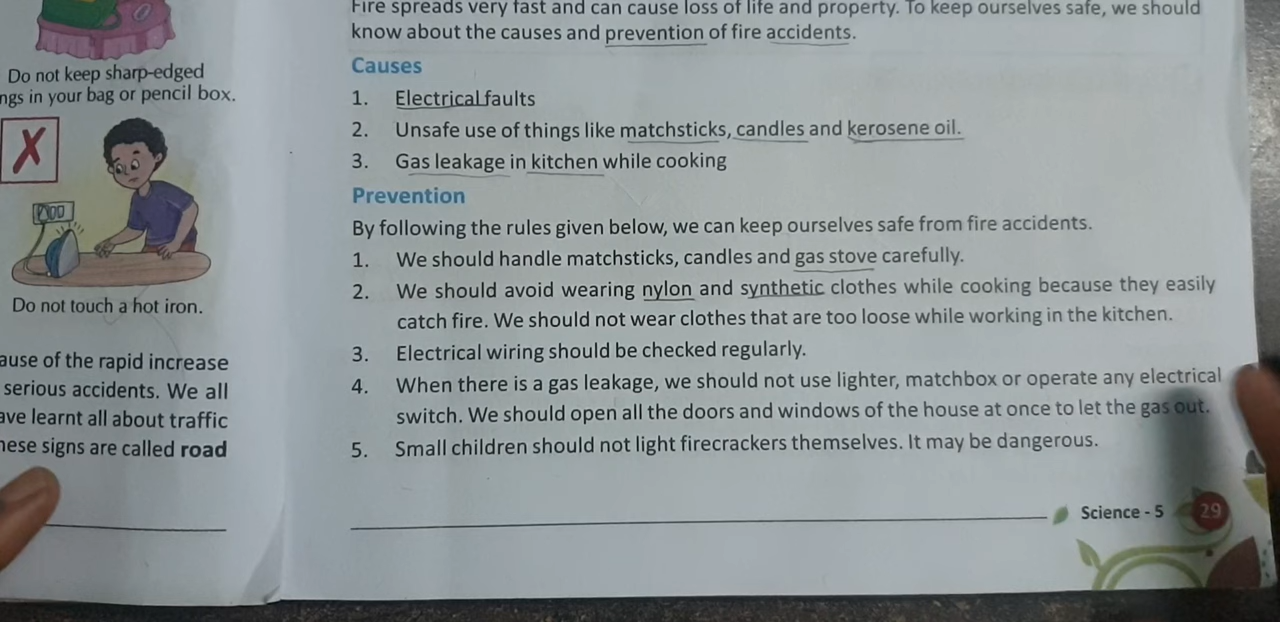 Do not keep sharp-edged
ngs in your bag or pencil box.
X
Do not touch a hot iron.
ause of the rapid increase
serious accidents. We all
ave learnt all about traffic
hese signs are called road
Fire spreads very fast and can cause loss of life and property. To keep ourselves safe, we should
know about the causes and prevention of fire accidents.
Causes
1. Electrical faults
2. Unsafe use of things like matchsticks, candles and kerosene oil.
3. Gas leakage in kitchen while cooking
Prevention
By following the rules given below, we can keep ourselves safe from fire accidents.
1. We should handle matchsticks, candles and gas stove carefully.
2. We should avoid wearing nylon and synthetic clothes while cooking because they easily
catch fire. We should not wear clothes that are too loose while working in the kitchen.
3. Electrical wiring should be checked regularly.
4. When there is a gas leakage, we should not use lighter, matchbox or operate any electrical
switch. We should open all the doors and windows of the house at once to let the gas out.
5. Small children should not light firecrackers themselves. It may be dangerous.
Science - 5 29